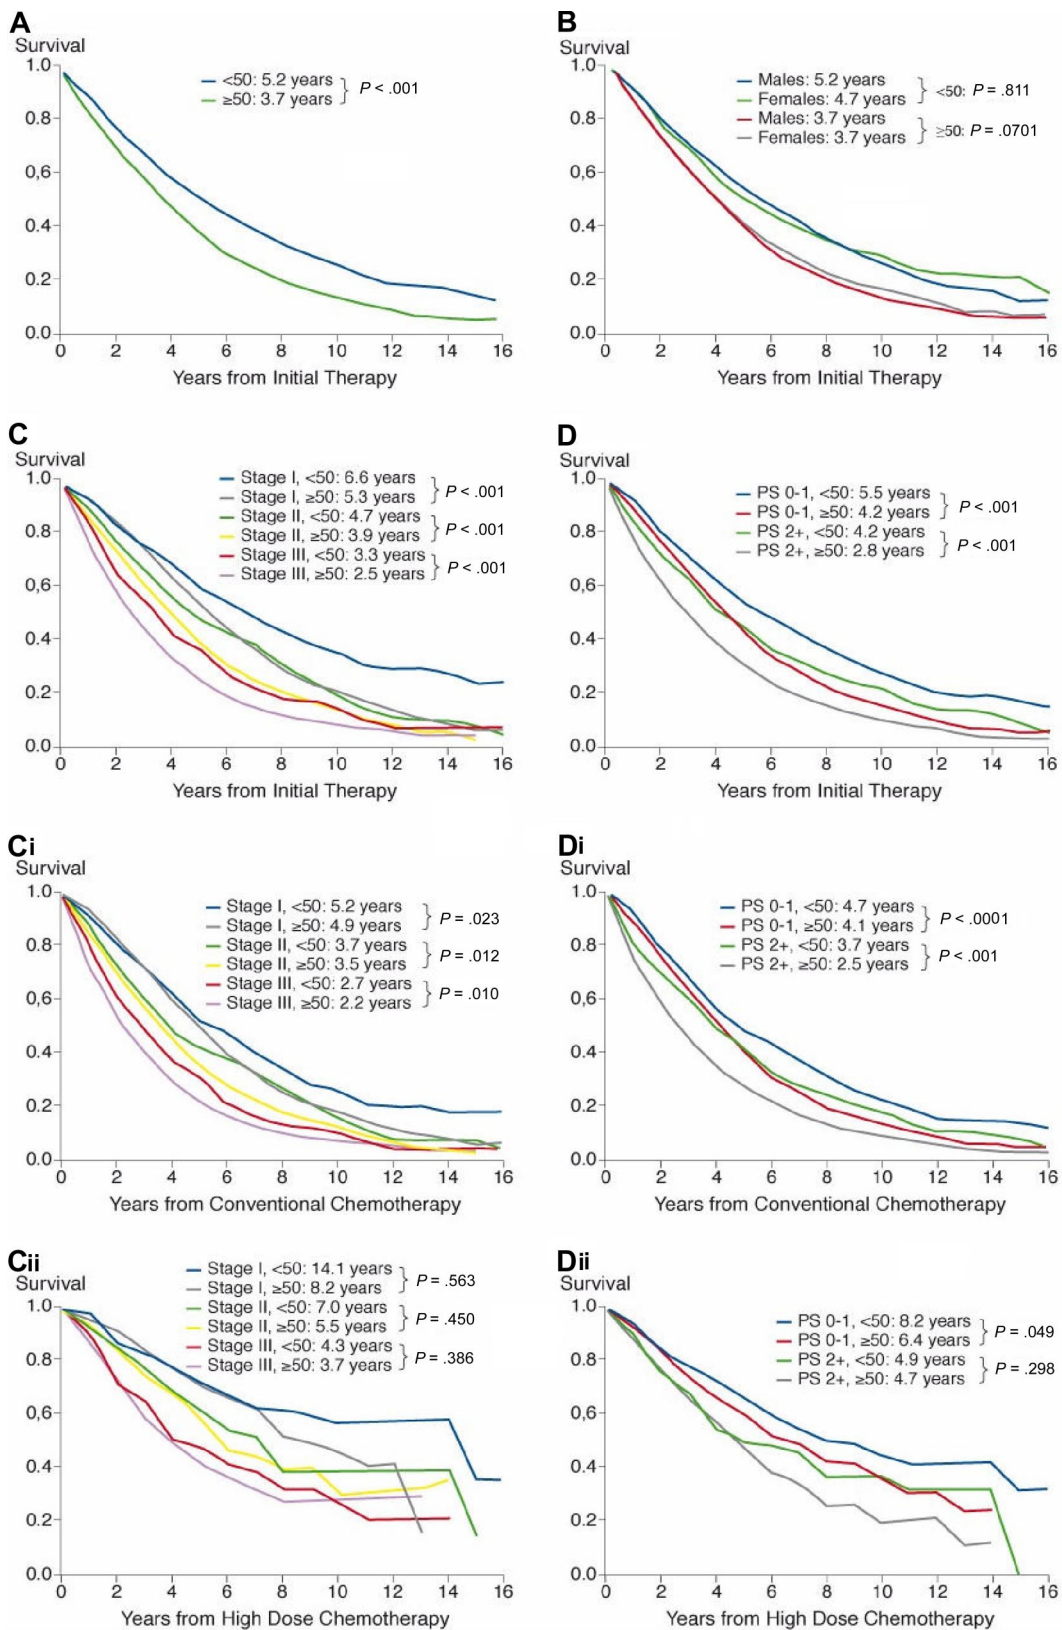 A
Survival
1.0
0.8
0,6
0.4
0.2
0.0
0 2 4 6 8 10 12 14 16
Years from Initial Therapy
<50: 5.2 years
≥50: 3.7 years
P < .001
B
Survival
1.0
0.8
0,6
0.4
0.2
0.0
0 2 4 6 8 10 12 14 16
Years from Initial Therapy
Males: 5.2 years
Females: 4.7 years
<50: P = .811
Males: 3.7 years
Females: 3.7 years
≥50: P = .0701
C
Survival
1.0
0.8
0,6
0.4
0.2
0.0
0 2 4 6 8 10 12 14 16
Years from Initial Therapy
Stage I, <50: 6.6 years
Stage I, ≥50: 5.3 years
P < .001
Stage II, <50: 4.7 years
Stage II, ≥50: 3.9 years
P < .001
Stage III, <50: 3.3 years
Stage III, ≥50: 2.5 years
P < .001
D
Survival
1.0
0.8
0,6
0.4
0.2
0.0
0 2 4 6 8 10 12 14 16
Years from Initial Therapy
PS 0-1, <50: 5.5 years
PS 0-1, ≥50: 4.2 years
P < .001
PS 2+, <50: 4.2 years
PS 2+, ≥50: 2.8 years
P < .001
Ci
Survival
1.0
0.8
0,6
0.4
0.2
0.0
0 2 4 6 8 10 12 14 16
Years from Conventional Chemotherapy
Stage I, <50: 5.2 years
Stage I, ≥50: 4.9 years
P = .023
Stage II, <50: 3.7 years
Stage II, ≥50: 3.5 years
P = .012
Stage III, <50: 2.7 years
Stage III, ≥50: 2.2 years
P = .010
Di
Survival
1.0
0.8
0,6
0.4
0.2
0.0
0 2 4 6 8 10 12 14 16
Years from Conventional Chemotherapy
PS 0-1, <50: 4.7 years
PS 0-1, ≥50: 4.1 years
P < .0001
PS 2+, <50: 3.7 years
PS 2+, ≥50: 2.5 years
P < .001
Cii
Survival
1.0
0.8
0,6
0.4
0.2
0.0
0 2 4 6 8 10 12 14 16
Years from High Dose Chemotherapy
Stage I, <50: 14.1 years
Stage I, ≥50: 8.2 years
P = .563
Stage II, <50: 7.0 years
Stage II, ≥50: 5.5 years
P = .450
Stage III, <50: 4.3 years
Stage III, ≥50: 3.7 years
P = .386
Dii
Survival
1.0
0.8
0,6
0.4
0.2
0.0
0 2 4 6 8 10 12 14 16
Years from High Dose Chemotherapy
PS 0-1, <50: 8.2 years
PS 0-1, ≥50: 6.4 years
P = .049
PS 2+, <50: 4.9 years
PS 2+, ≥50: 4.7 years
P = .298